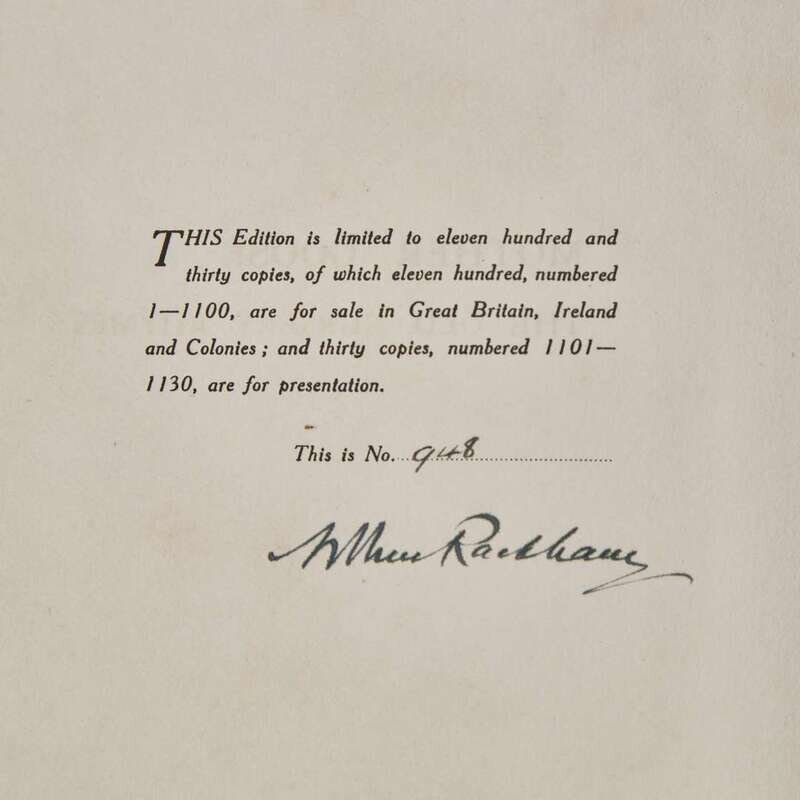 THIS Edition is limited to eleven hundred and
thirty copies, of which eleven hundred, numbered
1—1100, are for sale in Great Britain, Ireland
and Colonies; and thirty copies, numbered 1101—
1130, are for presentation.
This is No. 948
Arthur Rackham